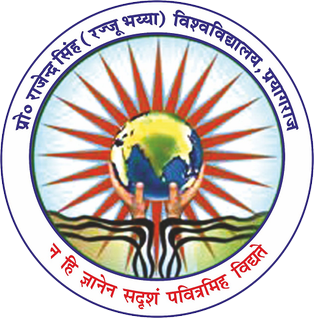 प्रो० राजेन्द्र सिंह ( रज्जू भय्या ) विश्वविद्यालय, प्रयागराज
न हि ज्ञानेन सदृशं पवित्रमिह विद्यते